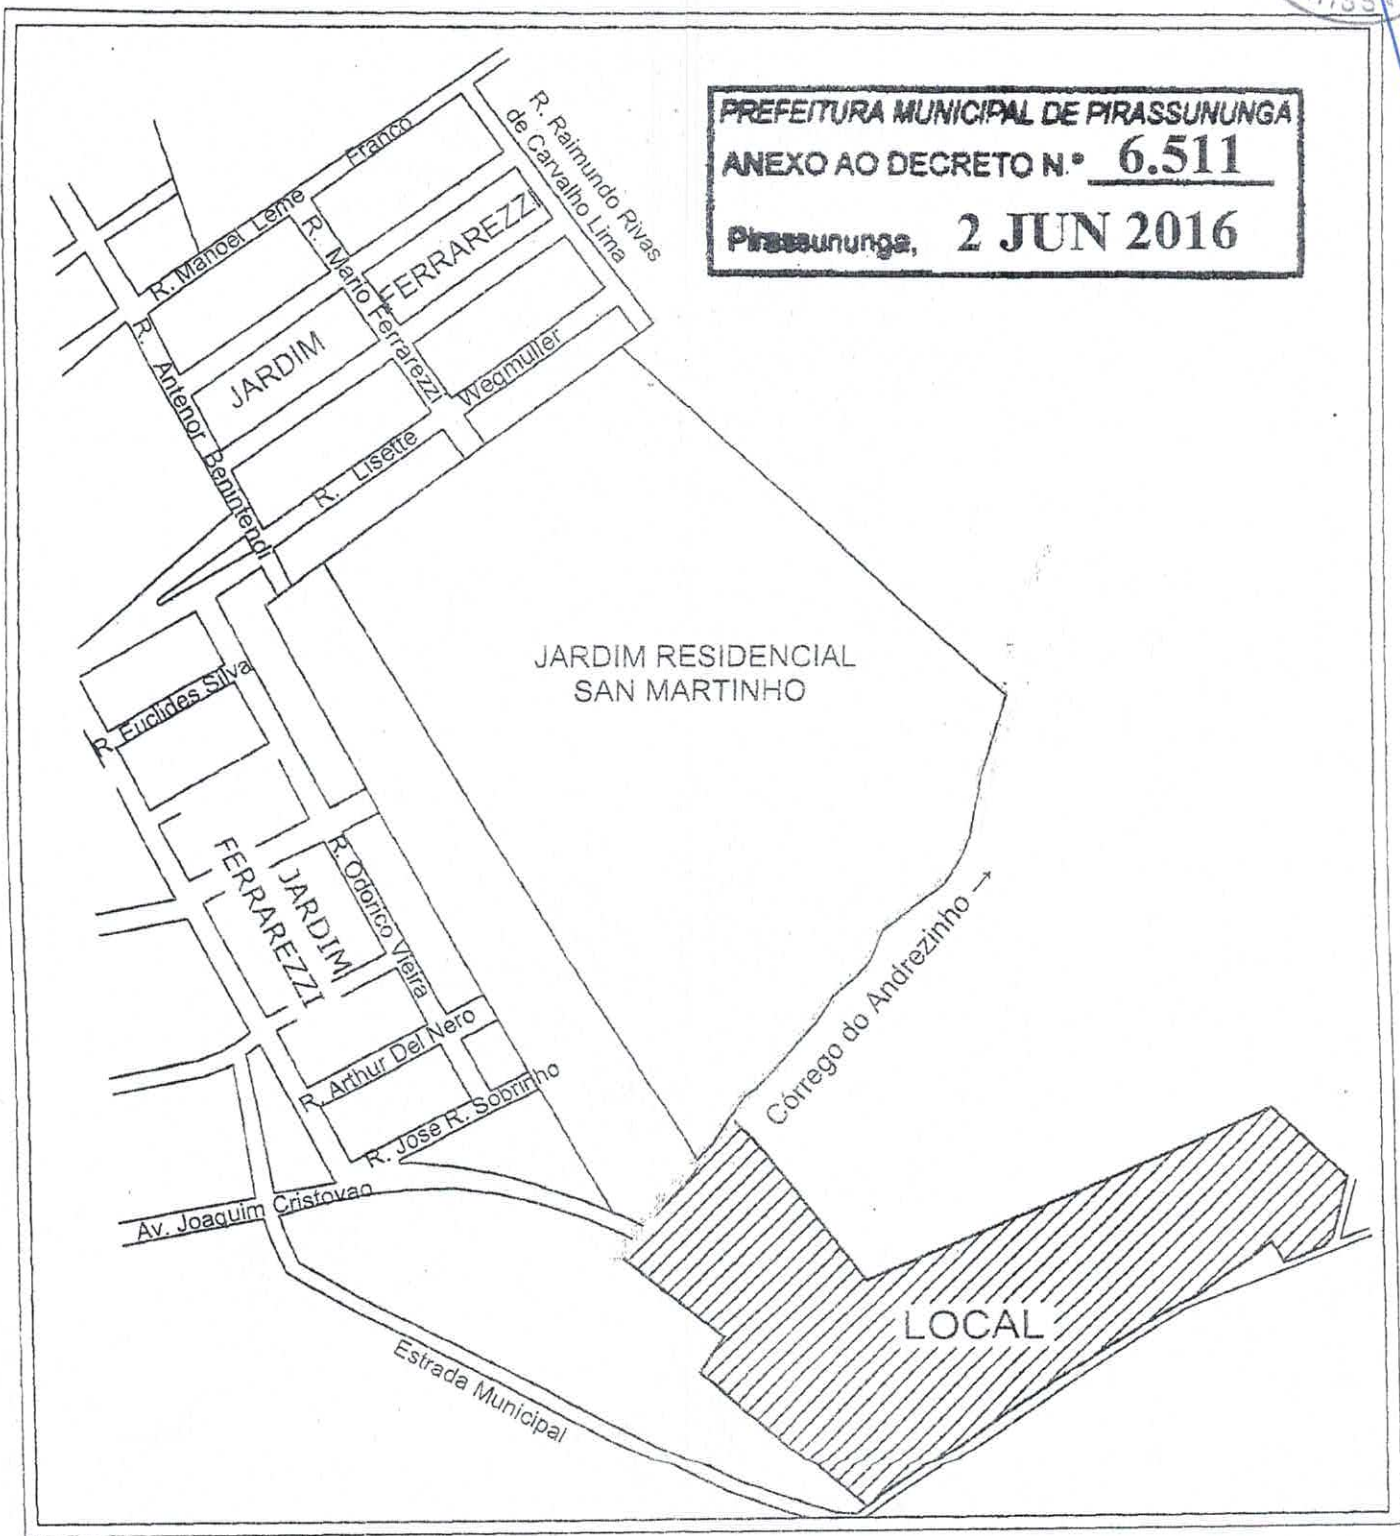 PREFEITURA MUNICIPAL DE PIRASSUNUNGA
ANEXO AO DECRETO N.º 6.511
Pirassununga, 2 JUN 2016
R. Raimundo Rivas
de Carvalho Lima
R. Manoel Leme Franco
R. Mario Ferrarezzi
JARDIM FERRAREZZI
R. Antenor Benintendi
R. Lisette Wegmuller
JARDIM RESIDENCIAL
SAN MARTINHO
R. Euclides Silva
JARDIM
FERRAREZZI
R. Odorico Vieira
R. Arthur Del Nero
R. Jose R. Sobrinho
Av. Joaquim Cristovao
Córrego do Andrezinho →
LOCAL
Estrada Municipal